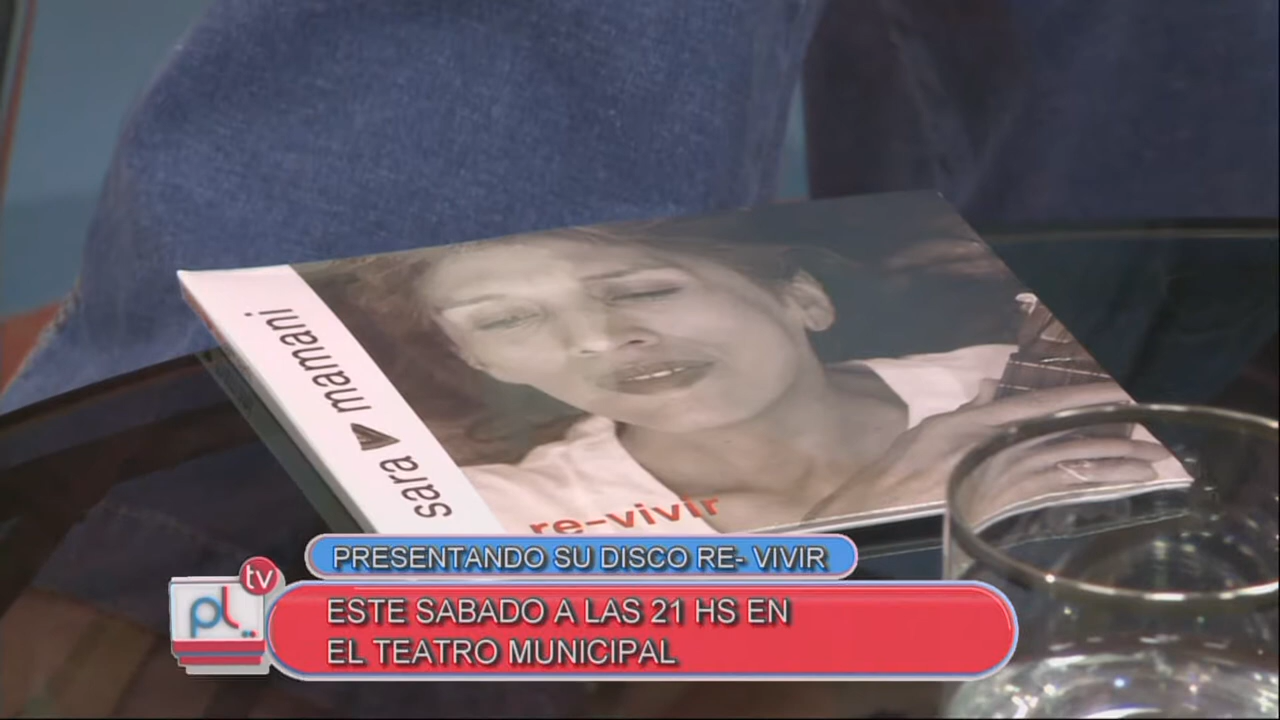 sara mamani
re-vivir
PRESENTANDO SU DISCO RE- VIVIR
tv
pl..
ESTE SABADO A LAS 21 HS EN
EL TEATRO MUNICIPAL